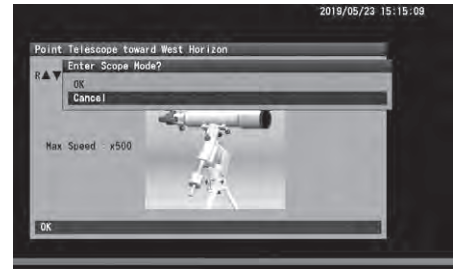 2019/05/23 15:15:09
Point Telescope toward West Horizon
Enter Scope Mode?
R▲▼
OK
Cancel
Max Speed x500
OK